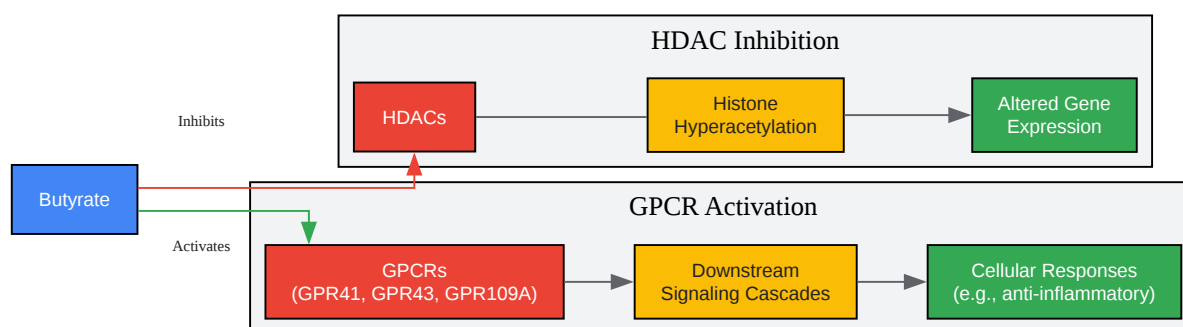 HDAC Inhibition
HDACs
Histone
Hyperacetylation
Altered Gene
Expression
Inhibits
Butyrate
Activates
GPCR Activation
GPCRs
(GPR41, GPR43, GPR109A)
Downstream
Signaling Cascades
Cellular Responses
(e.g., anti-inflammatory)